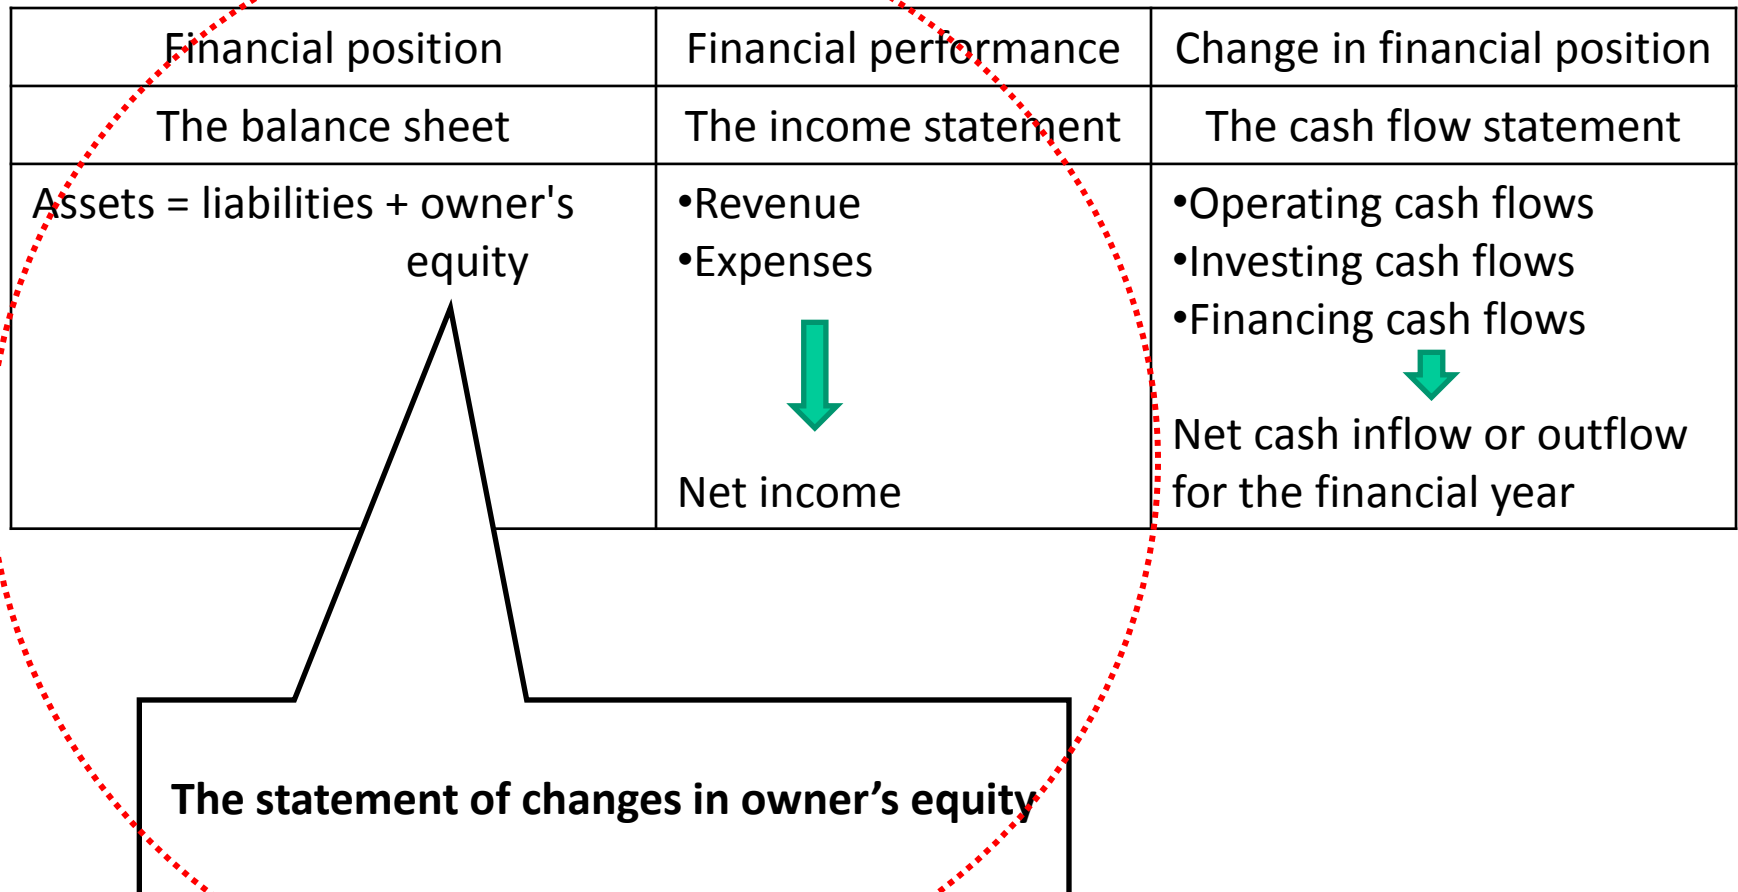 Financial position
Financial performance
Change in financial position
The balance sheet
The income statement
The cash flow statement
Assets = liabilities + owner's
equity
•Revenue
•Expenses
Net income
•Operating cash flows
•Investing cash flows
•Financing cash flows
Net cash inflow or outflow
for the financial year
The statement of changes in owner’s equity